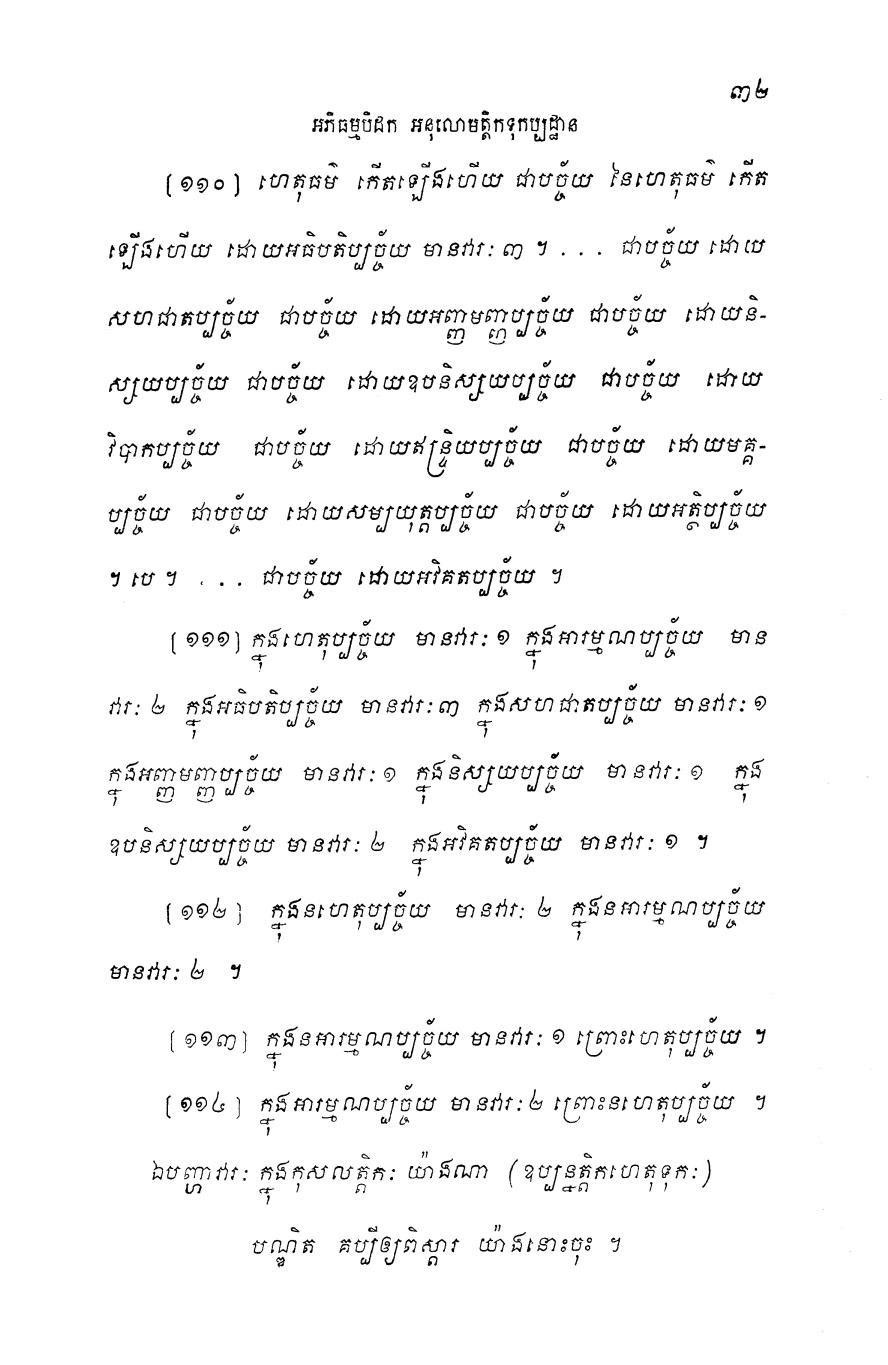 ៣២
អភិធម្មបិដក អនុលោមត្តិកទុកប្បដ្ឋាន
[១១០] ហេតុធម៌ កើតឡើងហើយ ជាបច្ច័យ នៃហេតុធម៌ កើត
ឡើងហើយ ដោយអធិបតិប្បច្ច័យ មានវារៈ ៣ ។ ... ជាបច្ច័យ ដោយ
សហជាតប្បច្ច័យ ជាបច្ច័យ ដោយអញ្ញាមញ្ញប្បច្ច័យ ជាបច្ច័យ ដោយនិ-
ស្សយប្បច្ច័យ ជាបច្ច័យ ដោយឧបនិស្សយប្បច្ច័យ ជាបច្ច័យ ដោយ
វិបាកប្បច្ច័យ ជាបច្ច័យ ដោយឥន្ទ្រិយប្បច្ច័យ ជាបច្ច័យ ដោយមគ្គ-
ប្បច្ច័យ ជាបច្ច័យ ដោយសម្បយុត្តប្បច្ច័យ ជាបច្ច័យ ដោយអត្ថិប្បច្ច័យ
។ បេ ។ ... ជាបច្ច័យ ដោយអវិគតប្បច្ច័យ ។
[១១១] ក្នុងហេតុប្បច្ច័យ មានវារៈ ១ ក្នុងអារម្មណប្បច្ច័យ មាន
វារៈ ២ ក្នុងអធិបតិប្បច្ច័យ មានវារៈ ៣ ក្នុងសហជាតប្បច្ច័យ មានវារៈ ១
ក្នុងអញ្ញាមញ្ញប្បច្ច័យ មានវារៈ ១ ក្នុងនិស្សយប្បច្ច័យ មានវារៈ ១ ក្នុង
ឧបនិស្សយប្បច្ច័យ មានវារៈ ២ ក្នុងអវិគតប្បច្ច័យ មានវារៈ ១ ។
[១១២] ក្នុងនហេតុប្បច្ច័យ មានវារៈ ២ ក្នុងនអារម្មណប្បច្ច័យ
មានវារៈ ២ ។
[១១៣] ក្នុងនអារម្មណប្បច្ច័យ មានវារៈ ១ ព្រោះហេតុប្បច្ច័យ ។
[១១៤] ក្នុងអារម្មណប្បច្ច័យ មានវារៈ ២ ព្រោះនហេតុប្បច្ច័យ ។
ឯបញ្ហាវារៈ ក្នុងកុសលត្តិកៈ យ៉ាងណា (ឧប្បន្នត្តិកហេតុទុកៈ)
បណ្ឌិត គប្បីឲ្យពិស្តារ យ៉ាងនោះចុះ ។